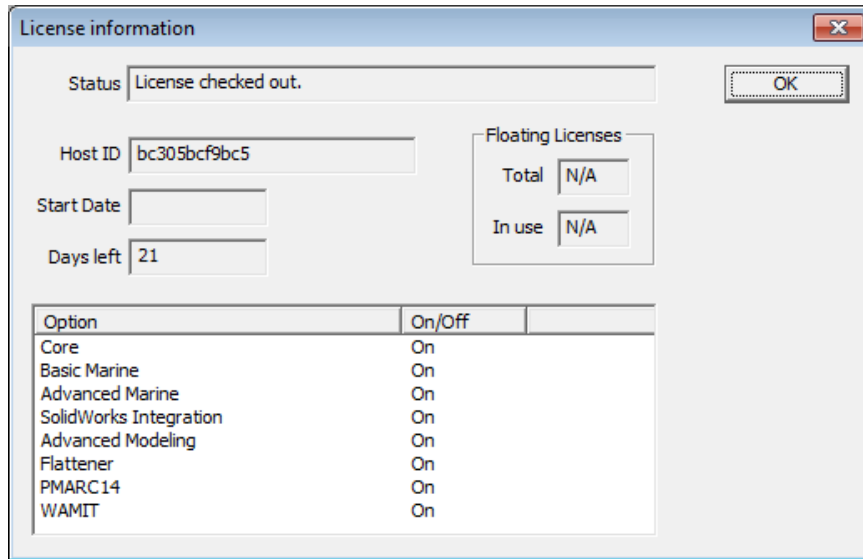 License information
Status License checked out.
OK
Host ID bc305bcf9bc5
Floating Licenses
Total N/A
Start Date
In use N/A
Days left 21
Option On/Off
Core On
Basic Marine On
Advanced Marine On
SolidWorks Integration On
Advanced Modeling On
Flattener On
PMARC14 On
WAMIT On